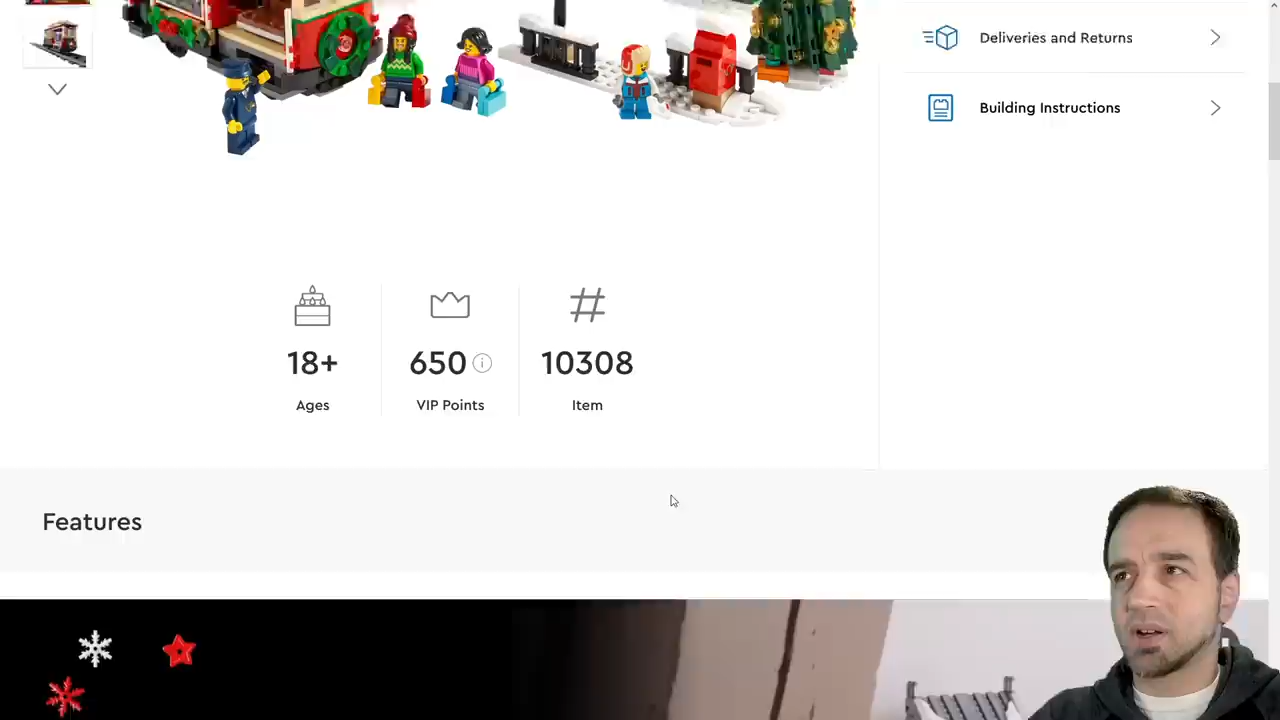 Deliveries and Returns
Building Instructions
18+
Ages
650
VIP Points
10308
Item
Features